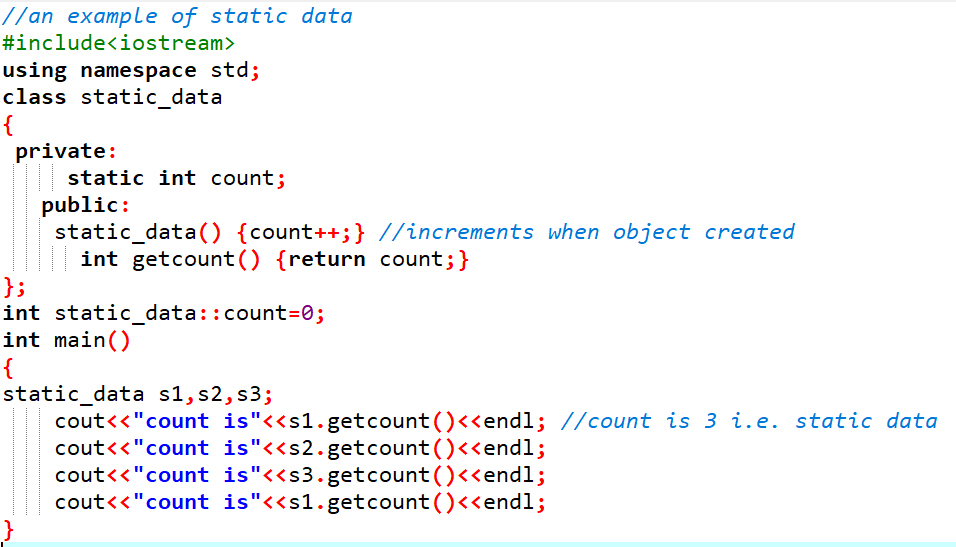 //an example of static data
#include<iostream>
using namespace std;
class static_data
{
private:
static int count;
public:
static_data() {count++;} //increments when object created
int getcount() {return count;}
};
int static_data::count=0;
int main()
{
static_data s1,s2,s3;
cout<<"count is"<<s1.getcount()<<endl; //count is 3 i.e. static data
cout<<"count is"<<s2.getcount()<<endl;
cout<<"count is"<<s3.getcount()<<endl;
cout<<"count is"<<s1.getcount()<<endl;
}